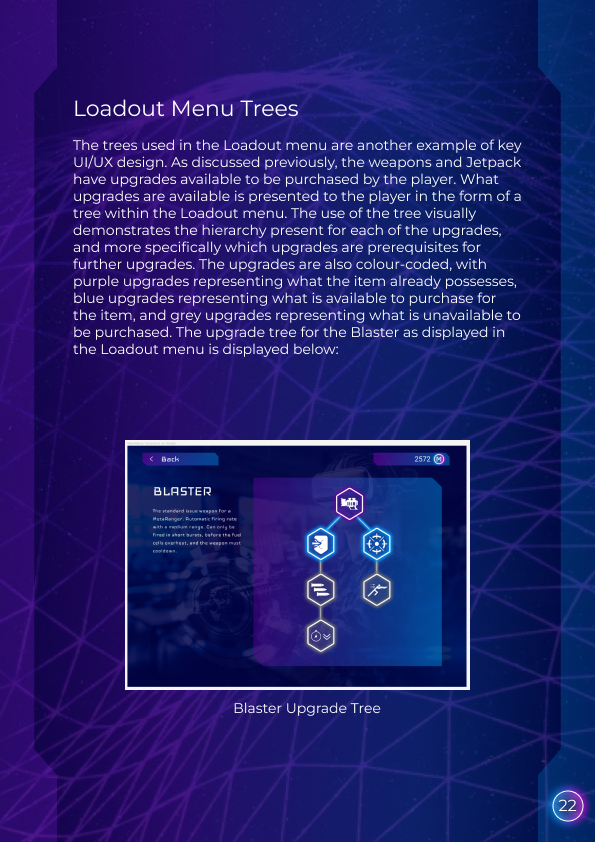 Loadout Menu Trees
The trees used in the Loadout menu are another example of key
UI/UX design. As discussed previously, the weapons and Jetpack
have upgrades available to be purchased by the player. What
upgrades are available is presented to the player in the form of a
tree within the Loadout menu. The use of the tree visually
demonstrates the hierarchy present for each of the upgrades,
and more specifically which upgrades are prerequisites for
further upgrades. The upgrades are also colour-coded, with
purple upgrades representing what the item already possesses,
blue upgrades representing what is available to purchase for
the item, and grey upgrades representing what is unavailable to
be purchased. The upgrade tree for the Blaster as displayed in
the Loadout menu is displayed below:
< Back
2572 M
BLASTER
The standard issue weapon for a
MetaRanger. Automatic firing rate
with a medium range. Can only be
fired in short bursts, before the fuel
cells overheat, and the weapon must
cooldown.
Blaster Upgrade Tree
22